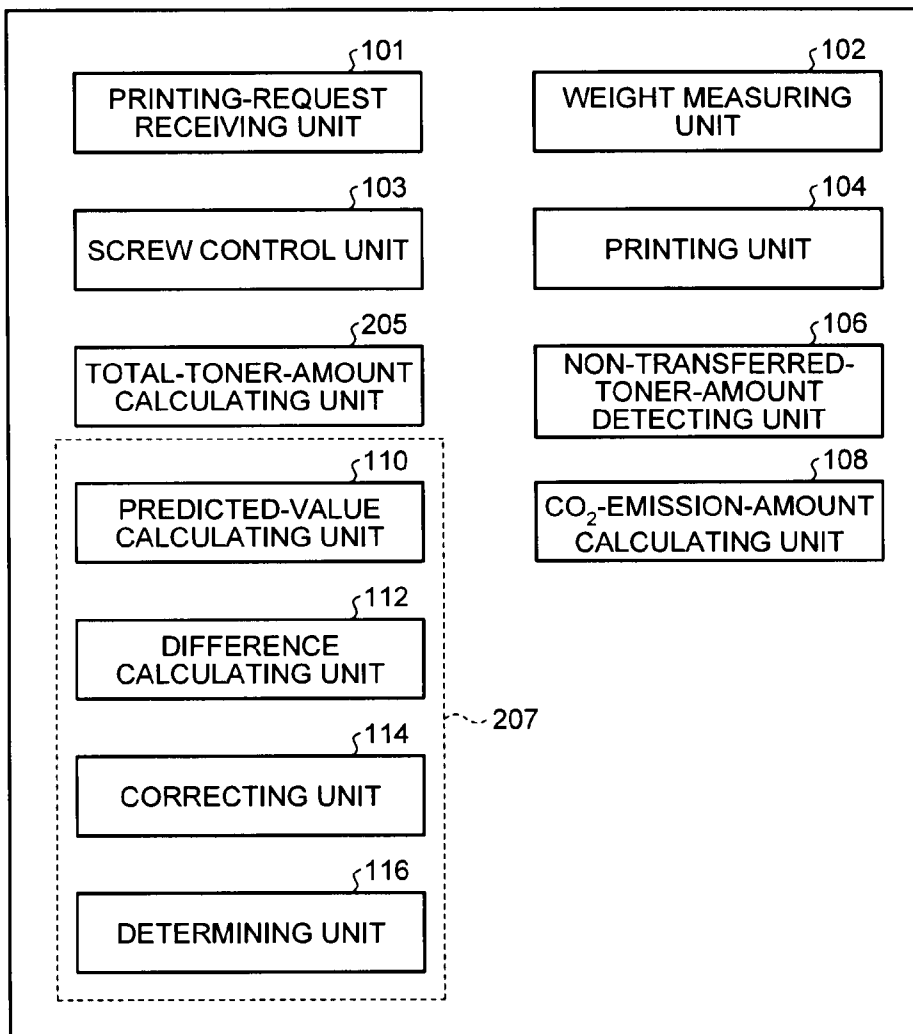 101
PRINTING-REQUEST
RECEIVING UNIT
102
WEIGHT MEASURING
UNIT
103
SCREW CONTROL UNIT
104
PRINTING UNIT
205
TOTAL-TONER-AMOUNT
CALCULATING UNIT
106
NON-TRANSFERRED-
TONER-AMOUNT
DETECTING UNIT
110
PREDICTED-VALUE
CALCULATING UNIT
108
CO₂-EMISSION-AMOUNT
CALCULATING UNIT
112
DIFFERENCE
CALCULATING UNIT
207
114
CORRECTING UNIT
116
DETERMINING UNIT